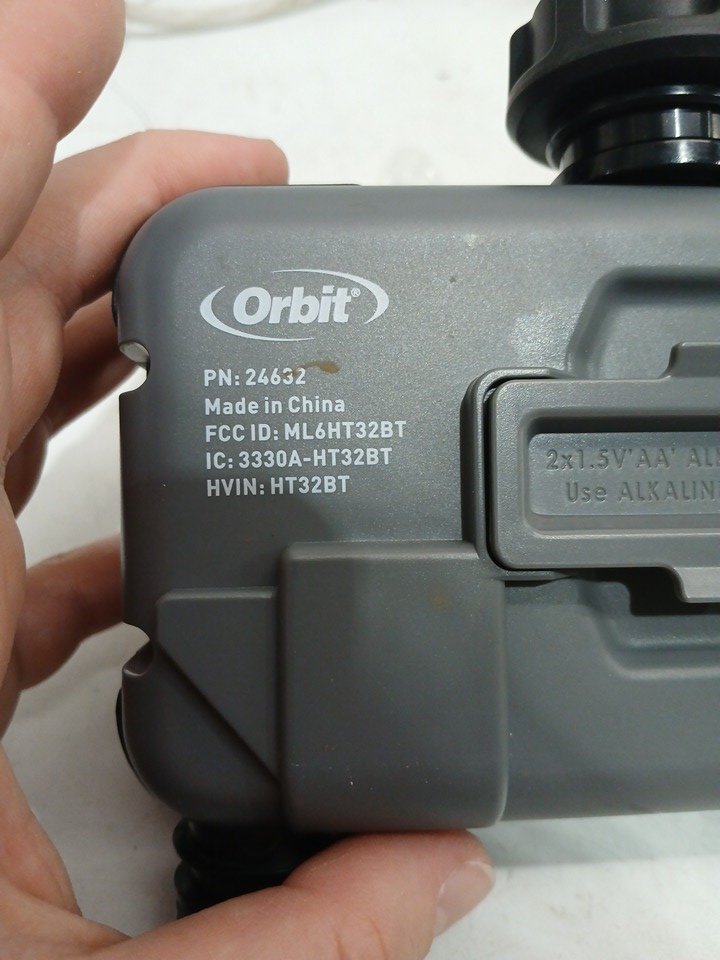 Orbit®
PN: 24632
Made in China
FCC ID: ML6HT32BT
IC: 3330A-HT32BT
HVIN: HT32BT
2x1.5V'AA'
Use